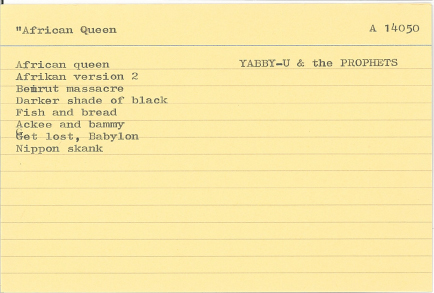 "African Queen A 14050
African queen YABBY-U & the PROPHETS
Afrikan version 2
Beirut massacre
Darker shade of black
Fish and bread
Ackee and bammy
Get lost, Babylon
Nippon skank